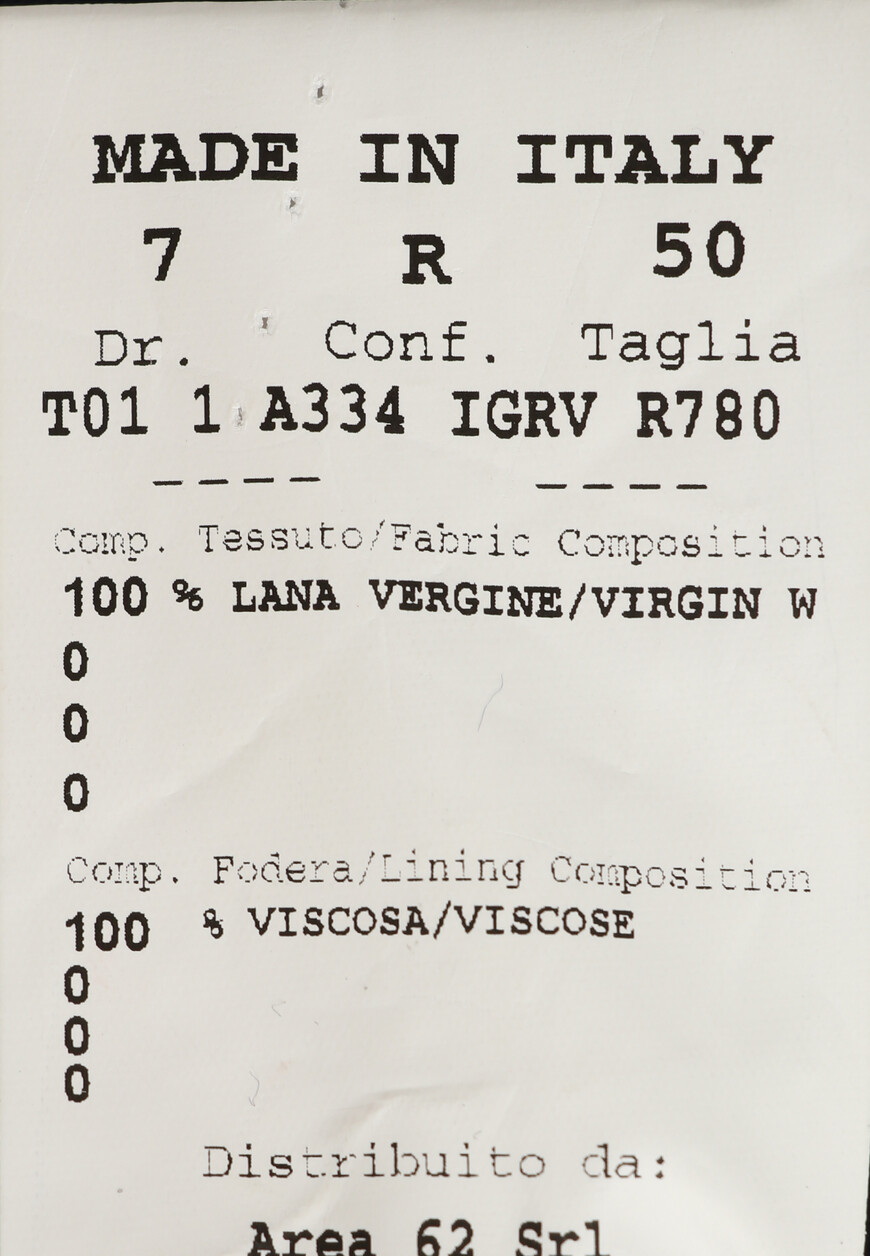 MADE IN ITALY
7 R 50
Dr. Conf. Taglia
T01 1 A334 IGRV R780
---- ----
Comp. Tessuto/Fabric Composition
100 % LANA VERGINE/VIRGIN W
0
0
0
Comp. Fodera/Lining Composition
100 % VISCOSA/VISCOSE
0
0
0
Distribuito da:
Area 62 Srl